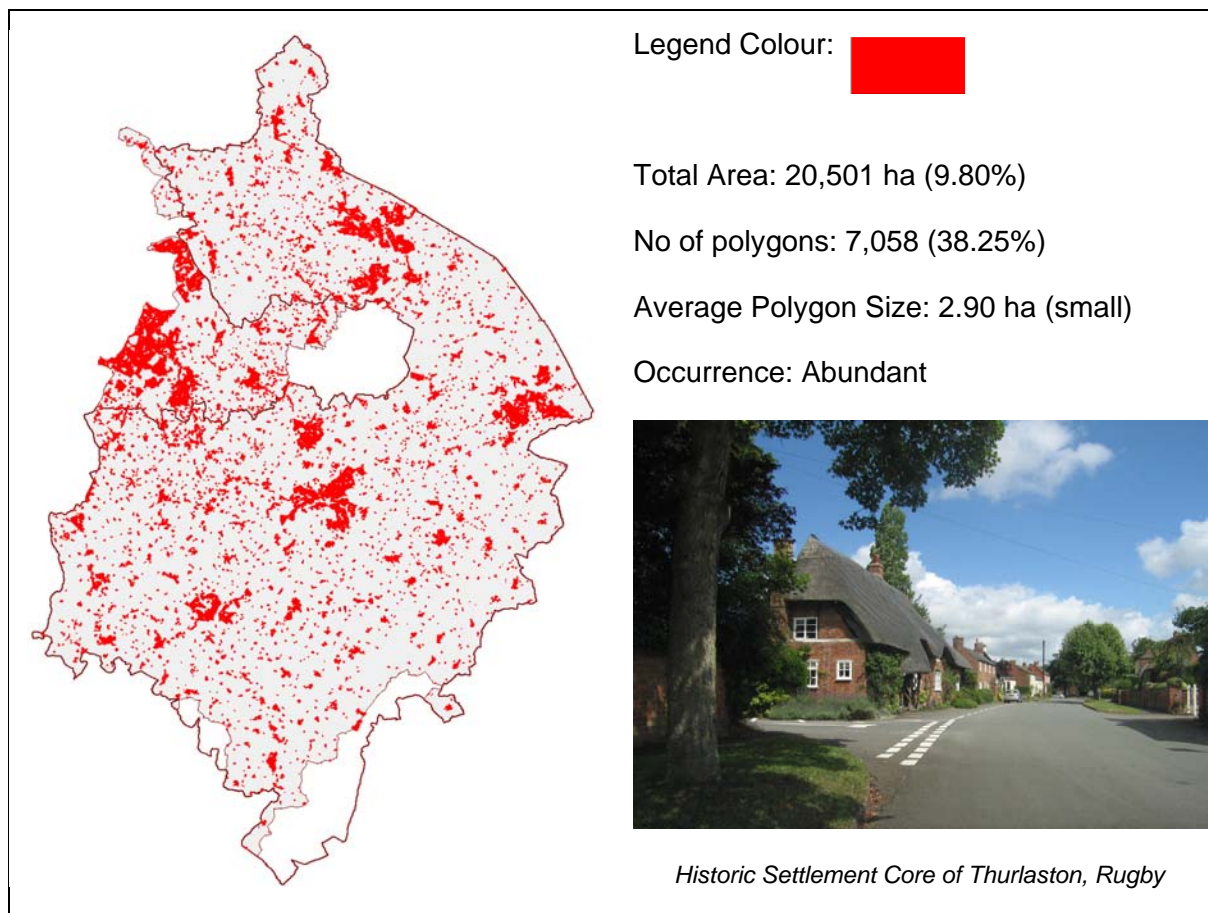 Legend Colour:
Total Area: 20,501 ha (9.80%)
No of polygons: 7,058 (38.25%)
Average Polygon Size: 2.90 ha (small)
Occurrence: Abundant
Historic Settlement Core of Thurlaston, Rugby